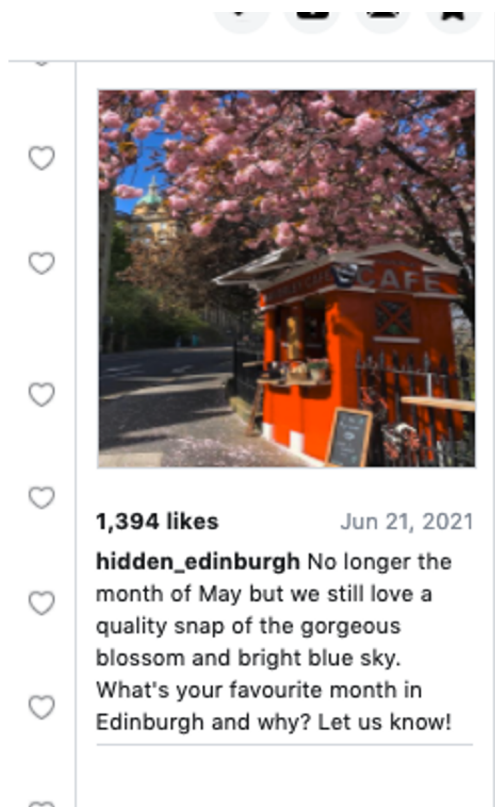 CAFE
CAFE
1,394 likes
Jun 21, 2021
hidden_edinburgh No longer the
month of May but we still love a
quality snap of the gorgeous
blossom and bright blue sky.
What's your favourite month in
Edinburgh and why? Let us know!